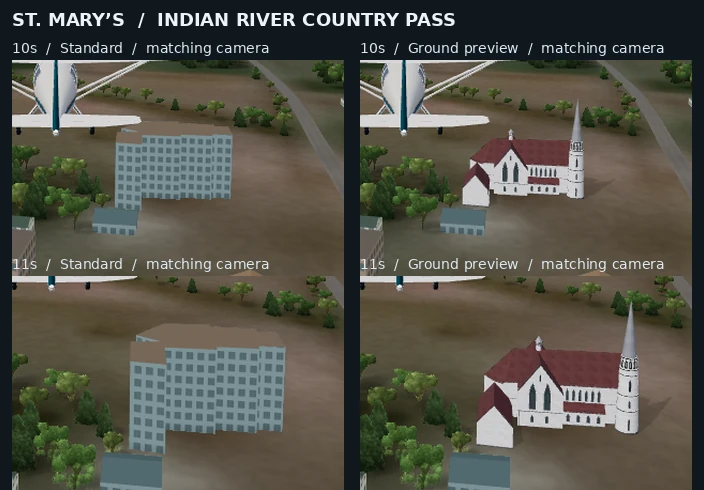 ST. MARY’S / INDIAN RIVER COUNTRY PASS
10s / Standard / matching camera
10s / Ground preview / matching camera
11s / Standard / matching camera
11s / Ground preview / matching camera